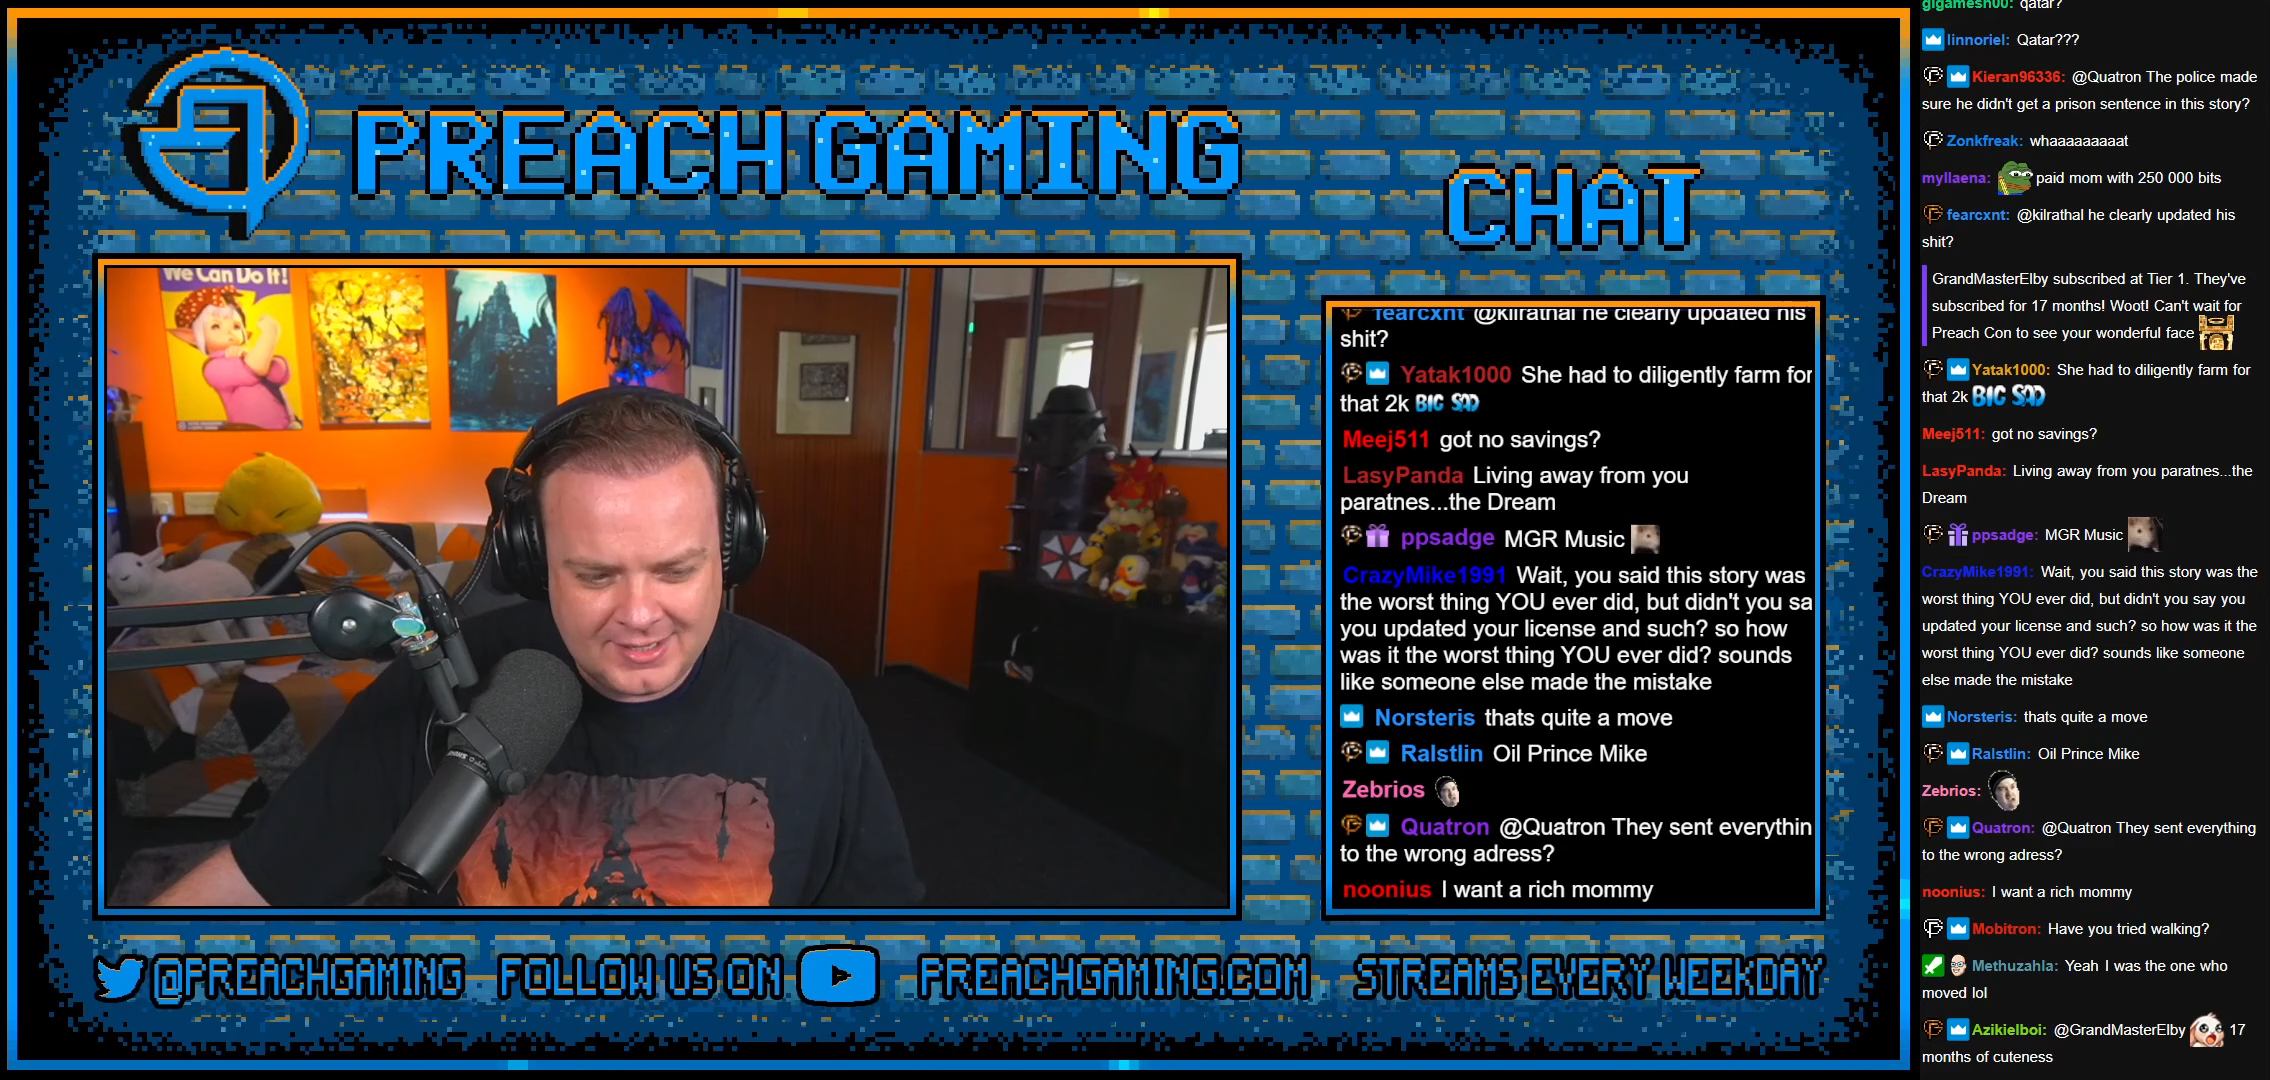 PREACH GAMING
CHAT
We Can Do It!
fearcxnt @kilrathal he clearly updated his
shit?
Yatak1000 She had to diligently farm for
that 2k BIG SAD
Meej511 got no savings?
LasyPanda Living away from you
paratnes...the Dream
ppsadge MGR Music
CrazyMike1991 Wait, you said this story was
the worst thing YOU ever did, but didn't you sa
you updated your license and such? so how
was it the worst thing YOU ever did? sounds
like someone else made the mistake
Norsteris thats quite a move
Ralstlin Oil Prince Mike
Zebrios
Quatron @Quatron They sent everythin
to the wrong adress?
noonius I want a rich mommy
@PREACHGAMING FOLLOW US ON PREACHGAMING.COM STREAMS EVERY WEEKDAY
gigamesh00: qatar?
linnoriel: Qatar???
Kieran96336: @Quatron The police made
sure he didn't get a prison sentence in this story?
Zonkfreak: whaaaaaaaaat
myllaena: paid mom with 250 000 bits
fearcxnt: @kilrathal he clearly updated his
shit?
GrandMasterElby subscribed at Tier 1. They've
subscribed for 17 months! Woot! Can't wait for
Preach Con to see your wonderful face
Yatak1000: She had to diligently farm for
that 2k BIG SAD
Meej511: got no savings?
LasyPanda: Living away from you paratnes...the
Dream
ppsadge: MGR Music
CrazyMike1991: Wait, you said this story was the
worst thing YOU ever did, but didn't you say you
updated your license and such? so how was it the
worst thing YOU ever did? sounds like someone
else made the mistake
Norsteris: thats quite a move
Ralstlin: Oil Prince Mike
Zebrios:
Quatron: @Quatron They sent everything
to the wrong adress?
noonius: I want a rich mommy
Mobitron: Have you tried walking?
Methuzahla: Yeah I was the one who
moved lol
Azikielboi: @GrandMasterElby 17
months of cuteness